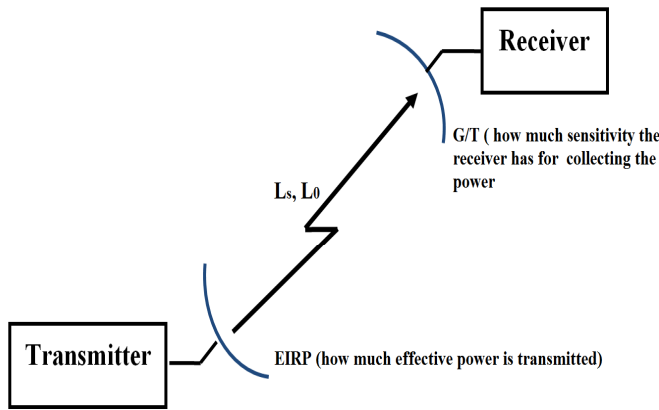 Receiver
G/T ( how much sensitivity the
receiver has for collecting the
power
Ls, L0
Transmitter
EIRP (how much effective power is transmitted)